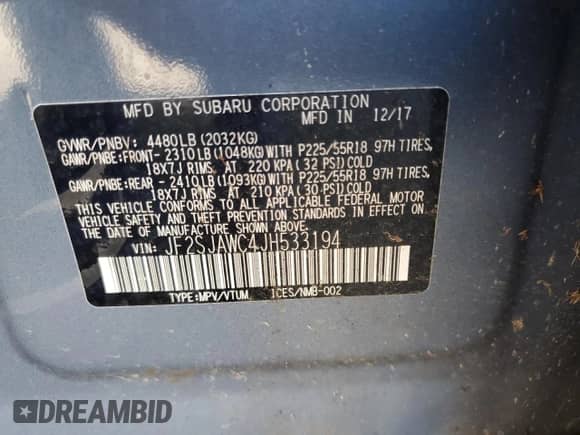 MFD BY SUBARU CORPORATION
MFD IN 12/17
GVWR/PNBV: 4480LB(2032KG)
GAWR/PNBE:FRONT- 2310LB(1048KG)WITH P225/55R18 97H TIRES,
18X7J RIMS, AT 220 KPA(32 PSI)COLD
GAWR/PNBE:REAR - 2410LB(1093KG)WITH P225/55R18 97H TIRES,
18X7J RIMS, AT 210 KPA(30 PSI)COLD
THIS VEHICLE CONFORMS TO ALL APPLICABLE FEDERAL MOTOR
VEHICLE SAFETY AND THEFT PREVENTION STANDARDS IN EFFECT
ON THE DATE OF MANUFACTURE SHOWN ABOVE.
VIN: JF2SJAWC4JH533194
TYPE:MPV/VTUM ICES/NMB-002
DREAMBID